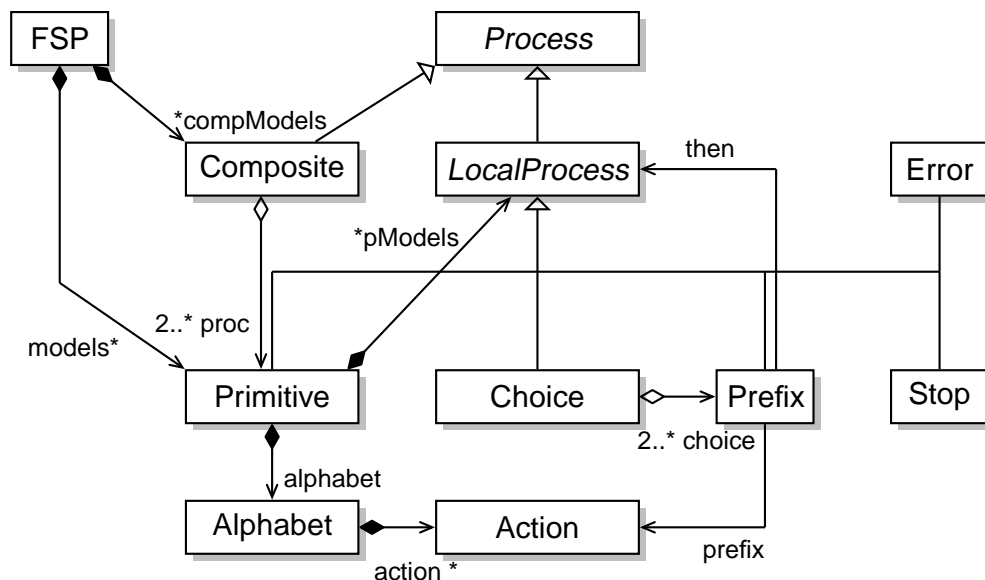 FSP
Process
*compModels
Composite
LocalProcess
then
Error
*pModels
2..* proc
models*
Primitive
Choice
Prefix
Stop
2..* choice
alphabet
Alphabet
Action
prefix
action *